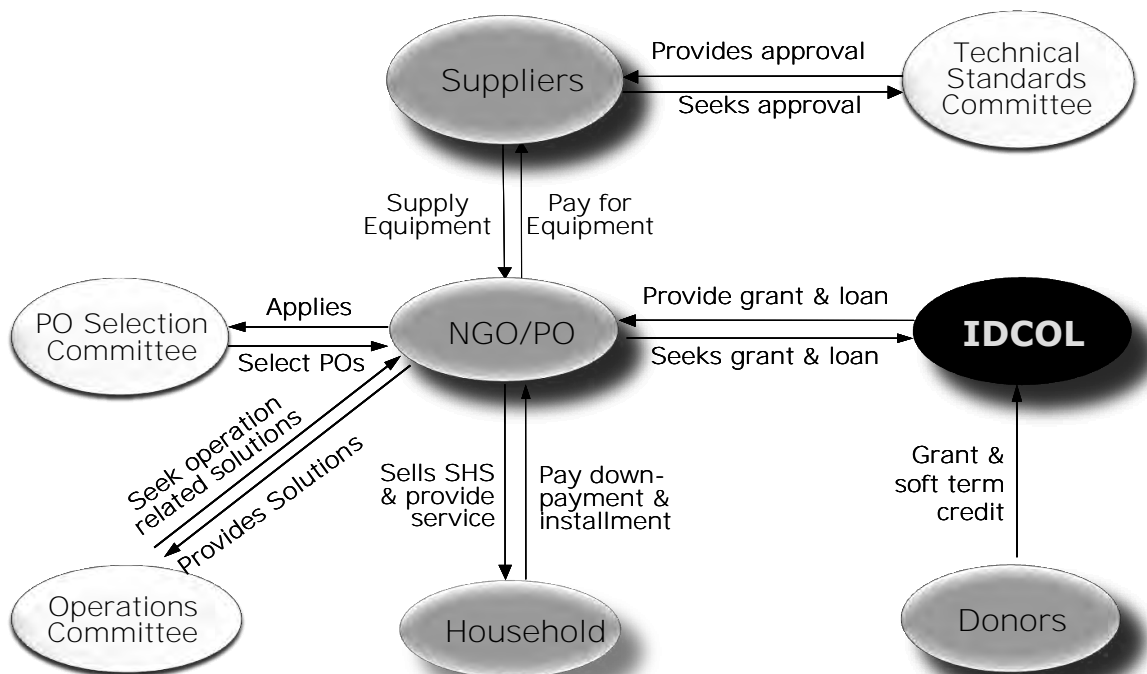 Suppliers
Provides approval
Seeks approval
Technical
Standards
Committee
Supply
Equipment
Pay for
Equipment
PO Selection
Committee
Applies
Select POs
NGO/PO
Provide grant & loan
Seeks grant & loan
IDCOL
Seek operation
related solutions
Provides Solutions
Sells SHS
& provide
service
Pay down-
payment &
installment
Grant &
soft term
credit
Operations
Committee
Household
Donors